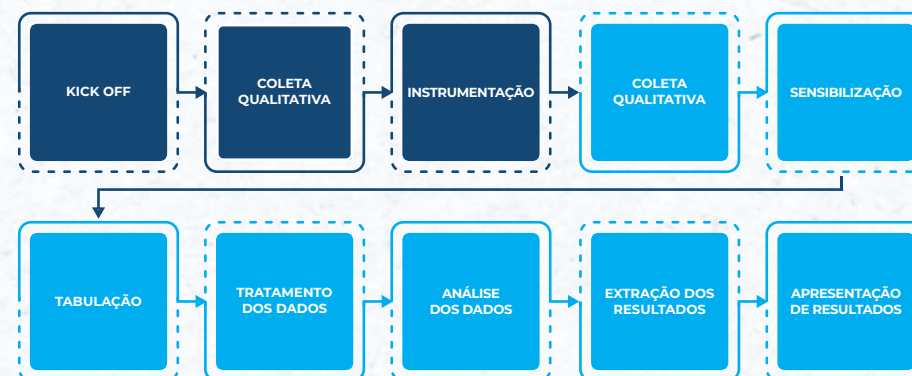 KICK OFF
COLETA
QUALITATIVA
INSTRUMENTAÇÃO
COLETA
QUALITATIVA
SENSIBILIZAÇÃO
TABULAÇÃO
TRATAMENTO
DOS DADOS
ANÁLISE
DOS DADOS
EXTRAÇÃO DOS
RESULTADOS
APRESENTAÇÃO
DE RESULTADOS